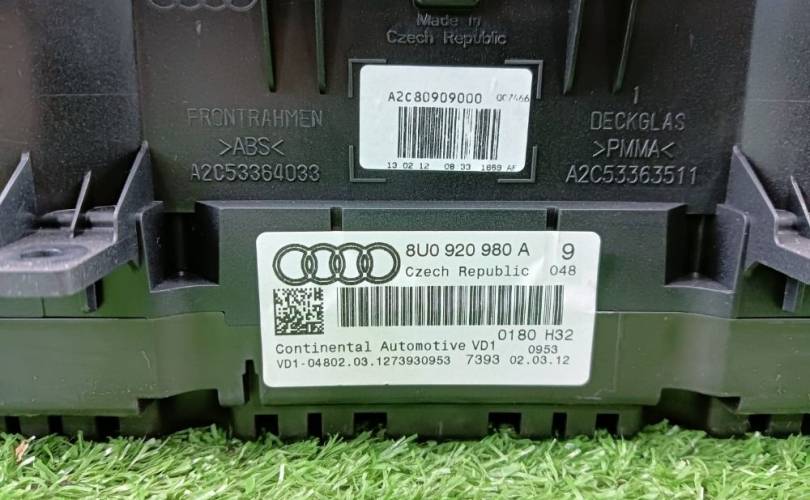 Made in
Czech Republic
A2C80909000 QC7466
13.02.12 08:33 1869 AF
FRONTRAHMEN
>ABS<
A2C53364033
1
DECKGLAS
>PMMA<
A2C53363511
8U0 920 980 A 9
Czech Republic 048
0180 H32
Continental Automotive VD1 0953
VD1-04802.03.1273930953 7393 02.03.12